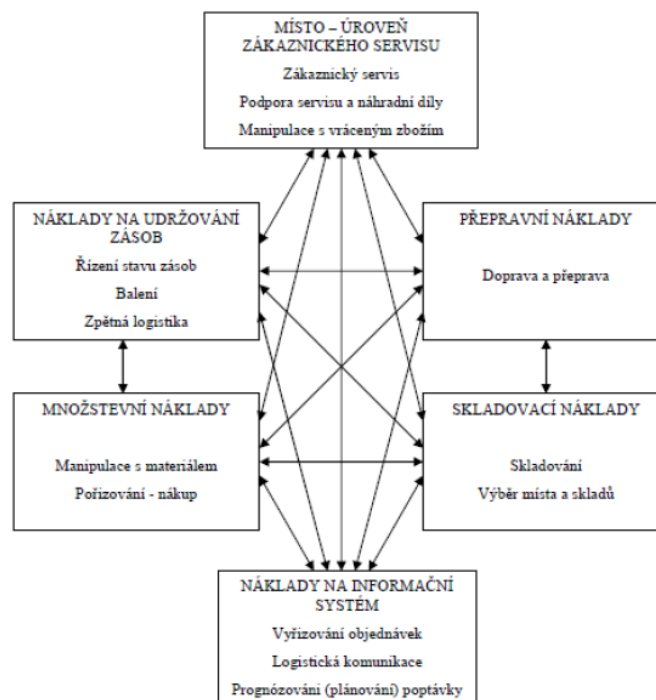 MÍSTO – ÚROVEŇ
ZÁKAZNICKÉHO SERVISU
Zákaznický servis
Podpora servisu a náhradní díly
Manipulace s vráceným zbožím
NÁKLADY NA UDRŽOVÁNÍ
ZÁSOB
Řízení stavu zásob
Balení
Zpětná logistika
PŘEPRAVNÍ NÁKLADY
Doprava a přeprava
MNOŽSTEVNÍ NÁKLADY
Manipulace s materiálem
Pořizování - nákup
SKLADOVACÍ NÁKLADY
Skladování
Výběr místa a skladů
NÁKLADY NA INFORMAČNÍ
SYSTÉM
Vyřizování objednávek
Logistická komunikace
Prognózování (plánování) poptávky